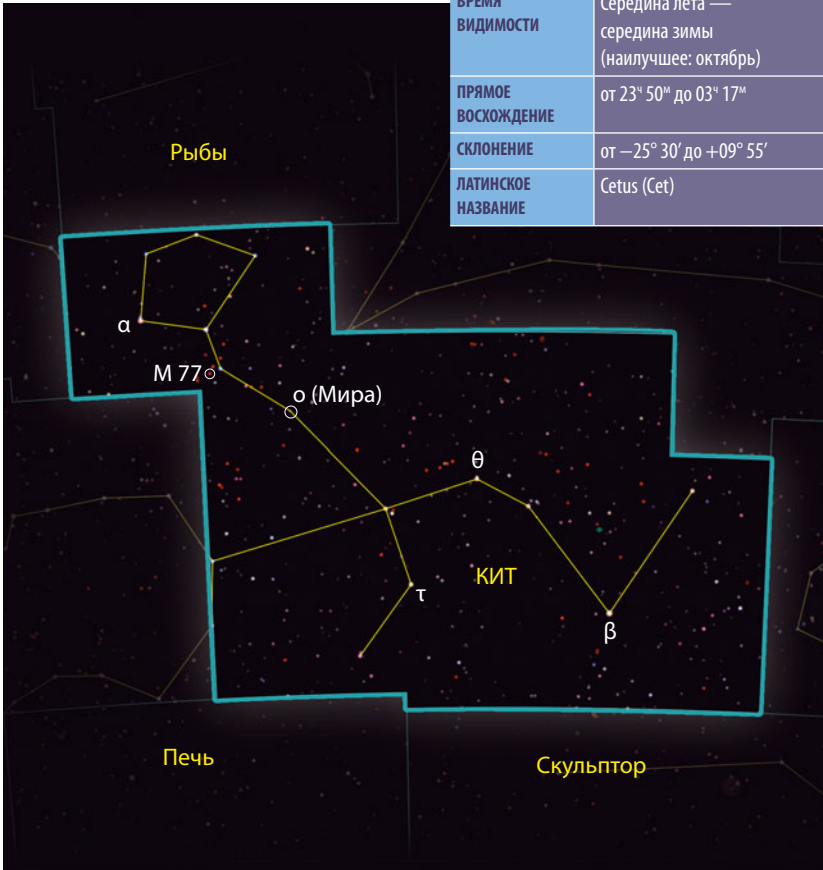 ВРЕМЯ
ВИДИМОСТИ
Середина лета —
середина зимы
(наилучшее: октябрь)
ПРЯМОЕ
ВОСХОЖДЕНИЕ
от 23ч 50м до 03ч 17м
СКЛОНЕНИЕ
от −25° 30′ до +09° 55′
ЛАТИНСКОЕ
НАЗВАНИЕ
Cetus (Cet)
Рыбы
α
M 77
ο (Мира)
θ
КИТ
τ
β
Печь
Скульптор